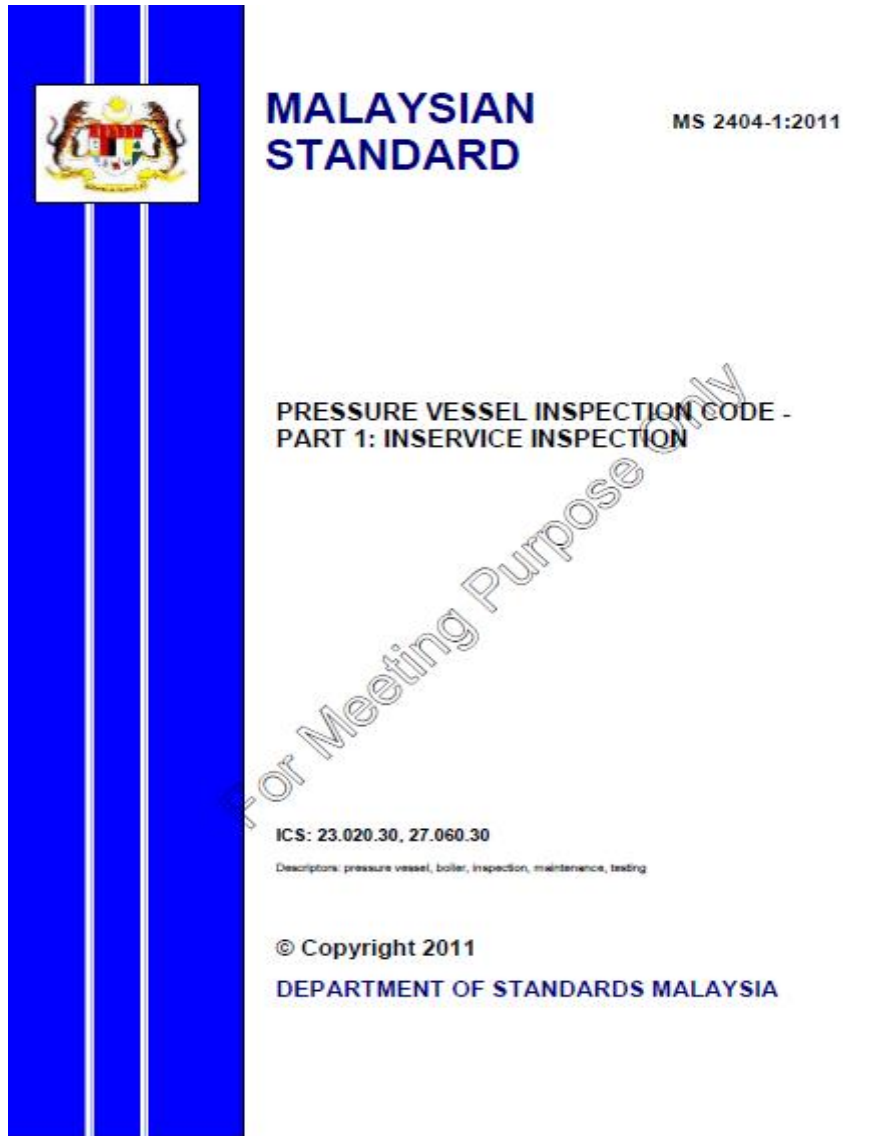 MALAYSIAN
STANDARD
MS 2404-1:2011
PRESSURE VESSEL INSPECTION CODE -
PART 1: INSERVICE INSPECTION
For Meeting Purpose Only
ICS: 23.020.30, 27.060.30
Descriptors: pressure vessel, boiler, inspection, maintenance, testing
© Copyright 2011
DEPARTMENT OF STANDARDS MALAYSIA